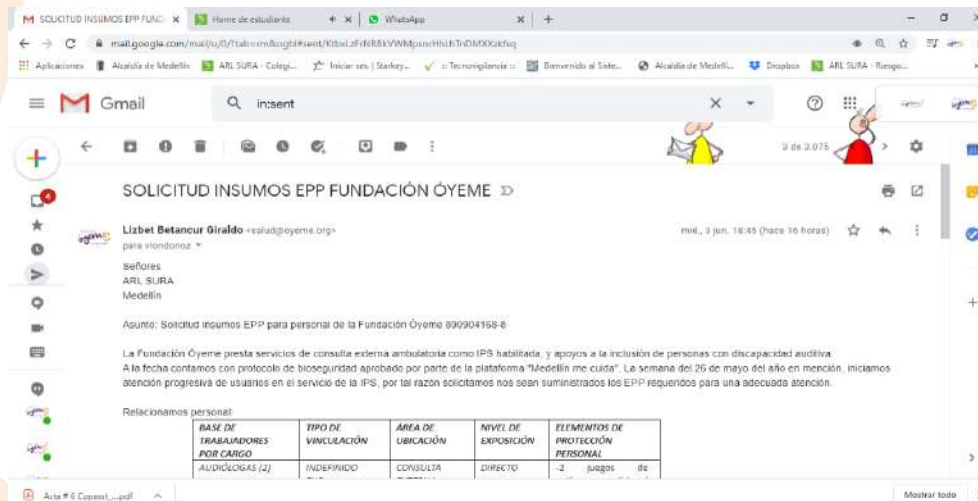 SOLICITUD INSUMOS EPP FUND
Home de estudiante
WhatsApp
mail.google.com/mail/u/0/
Aplicaciones
Alcaldía de Medellín
ARL SURA - Colegi...
Iniciar ses | Starkey...
:: Tecnovigilancia ::
Bienvenido al Siste...
Alcaldía de Medell...
Dropbox
ARL SURA - Riesgo...
Gmail
in:sent
3 de 3.075
4
SOLICITUD INSUMOS EPP FUNDACIÓN ÓYEME
Lizbet Betancur Giraldo <salud@oyeme.org>
mié., 3 jun. 18:45 (hace 16 horas)
para vlondonoz
Señores
ARL SURA
Medellín
Asunto: Solicitud insumos EPP para personal de la Fundación Óyeme 890904168-8
La Fundación Óyeme presta servicios de consulta externa ambulatoria como IPS habilitada, y apoyos a la inclusión de personas con discapacidad auditiva.
A la fecha contamos con protocolo de bioseguridad aprobado por parte de la plataforma "Medellín me cuida". La semana del 26 de mayo del año en mención, iniciamos
atención progresiva de usuarios en el servicio de la IPS, por tal razón solicitamos nos sean suministrados los EPP requeridos para una adecuada atención.
Relacionamos personal:
BASE DE TRABAJADORES POR CARGO
TIPO DE VINCULACIÓN
ÁREA DE UBICACIÓN
NIVEL DE EXPOSICIÓN
ELEMENTOS DE PROTECCIÓN PERSONAL
AUDIÓLOGAS (2)
INDEFINIDO
CONSULTA
DIRECTO
-2 juegos de
Acta # 6 Copasst_....pdf
Mostrar todo